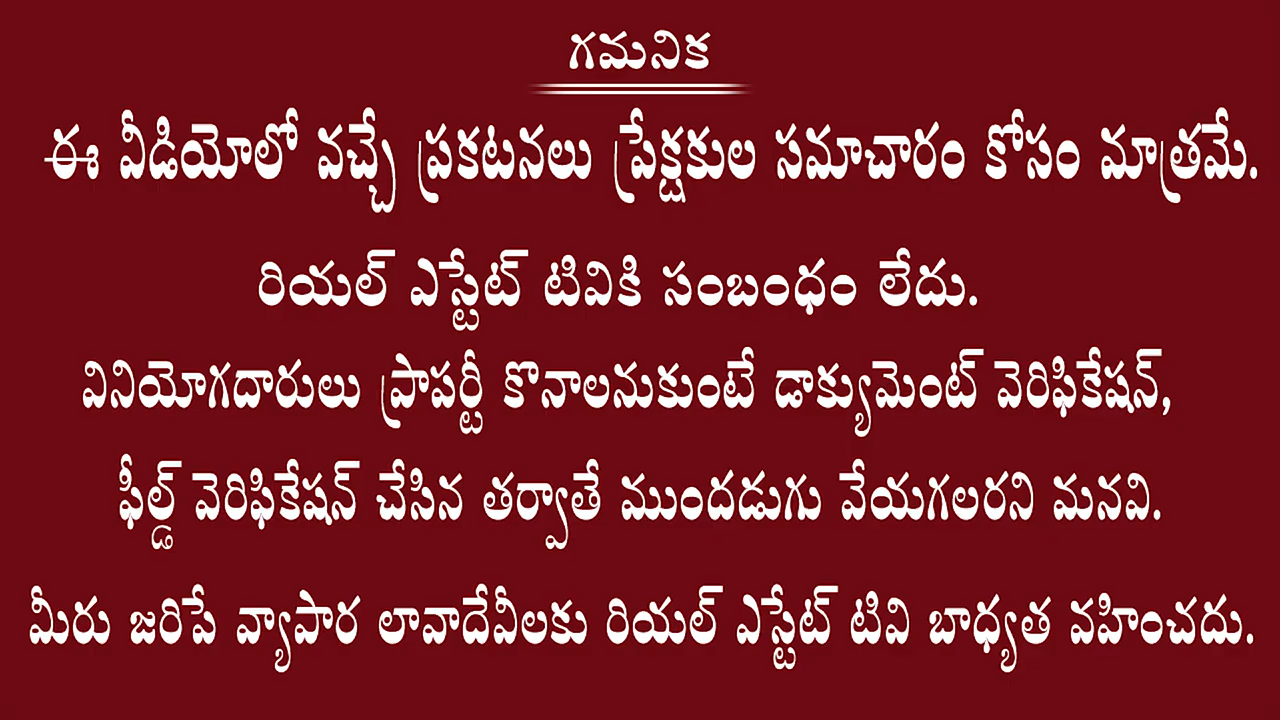 గమనిక
ఈ వీడియోలో వచ్చే ప్రకటనలు ప్రేక్షకుల సమాచారం కోసం మాత్రమే.
రియల్ ఎస్టేట్ టివికి సంబంధం లేదు.
వినియోగదారులు ప్రాపర్టీ కొనాలనుకుంటే డాక్యుమెంట్ వెరిఫికేషన్,
ఫీల్డ్ వెరిఫికేషన్ చేసిన తర్వాతే ముందడుగు వేయగలరని మనవి.
మీరు జరిపే వ్యాపార లావాదేవీలకు రియల్ ఎస్టేట్ టివి బాధ్యత వహించదు.